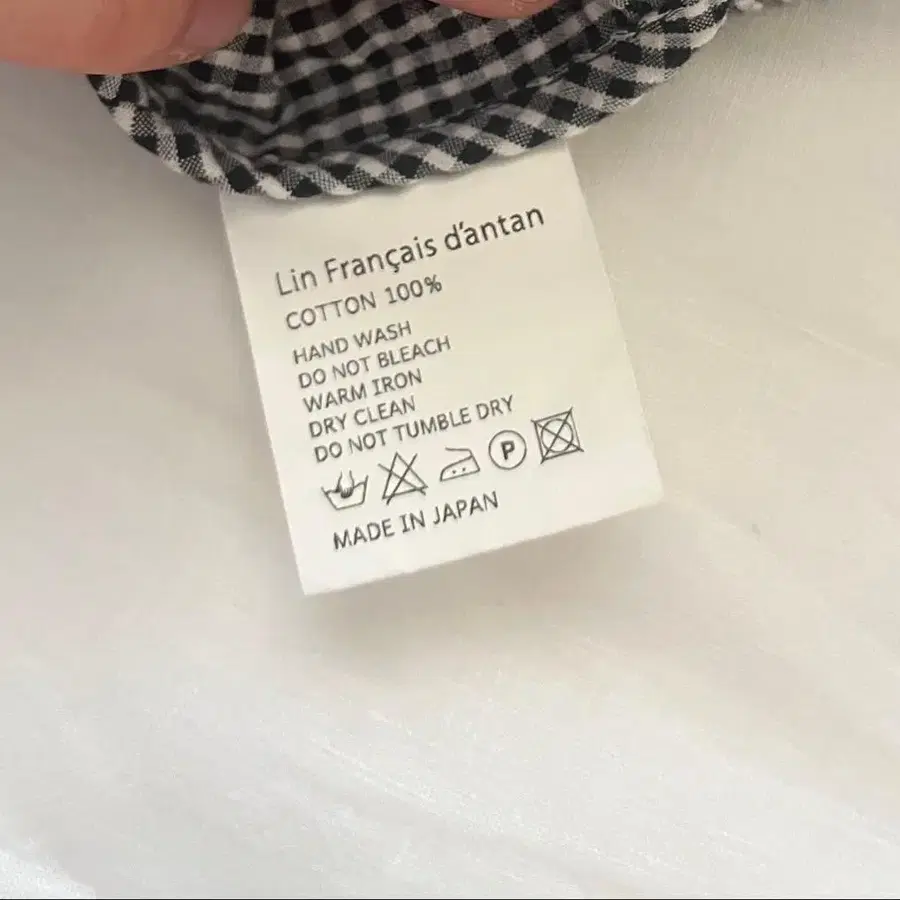 Lin Français d'antan
COTTON 100%
HAND WASH
DO NOT BLEACH
WARM IRON
DRY CLEAN
DO NOT TUMBLE DRY
P
MADE IN JAPAN